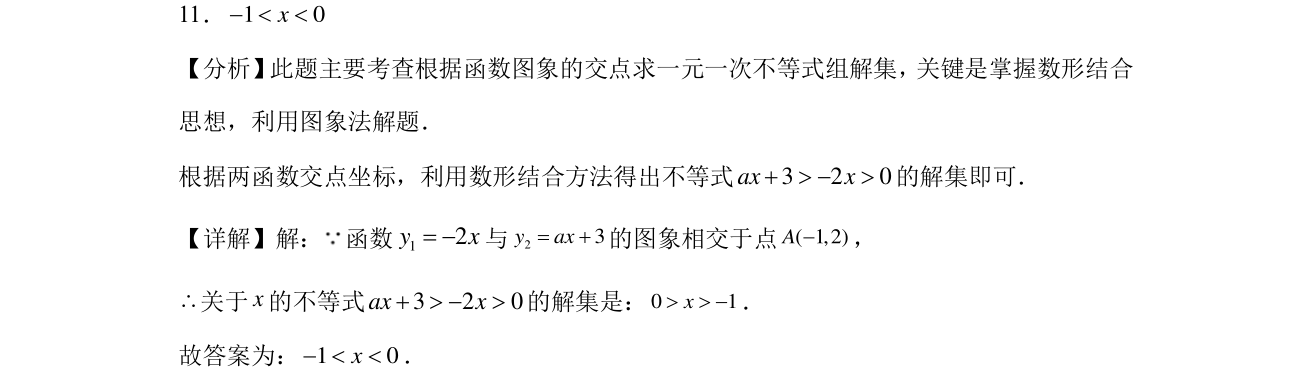 11． −1 < x < 0
【分析】此题主要考查根据函数图象的交点求一元一次不等式组解集，关键是掌握数形结合
思想，利用图象法解题．
根据两函数交点坐标，利用数形结合方法得出不等式 ax + 3 > −2x > 0 的解集即可．
【详解】解：∵函数 y₁ = −2x 与 y₂ = ax + 3 的图象相交于点 A(−1,2)，
∴关于 x 的不等式 ax + 3 > −2x > 0 的解集是： 0 > x > −1．
故答案为： −1 < x < 0．